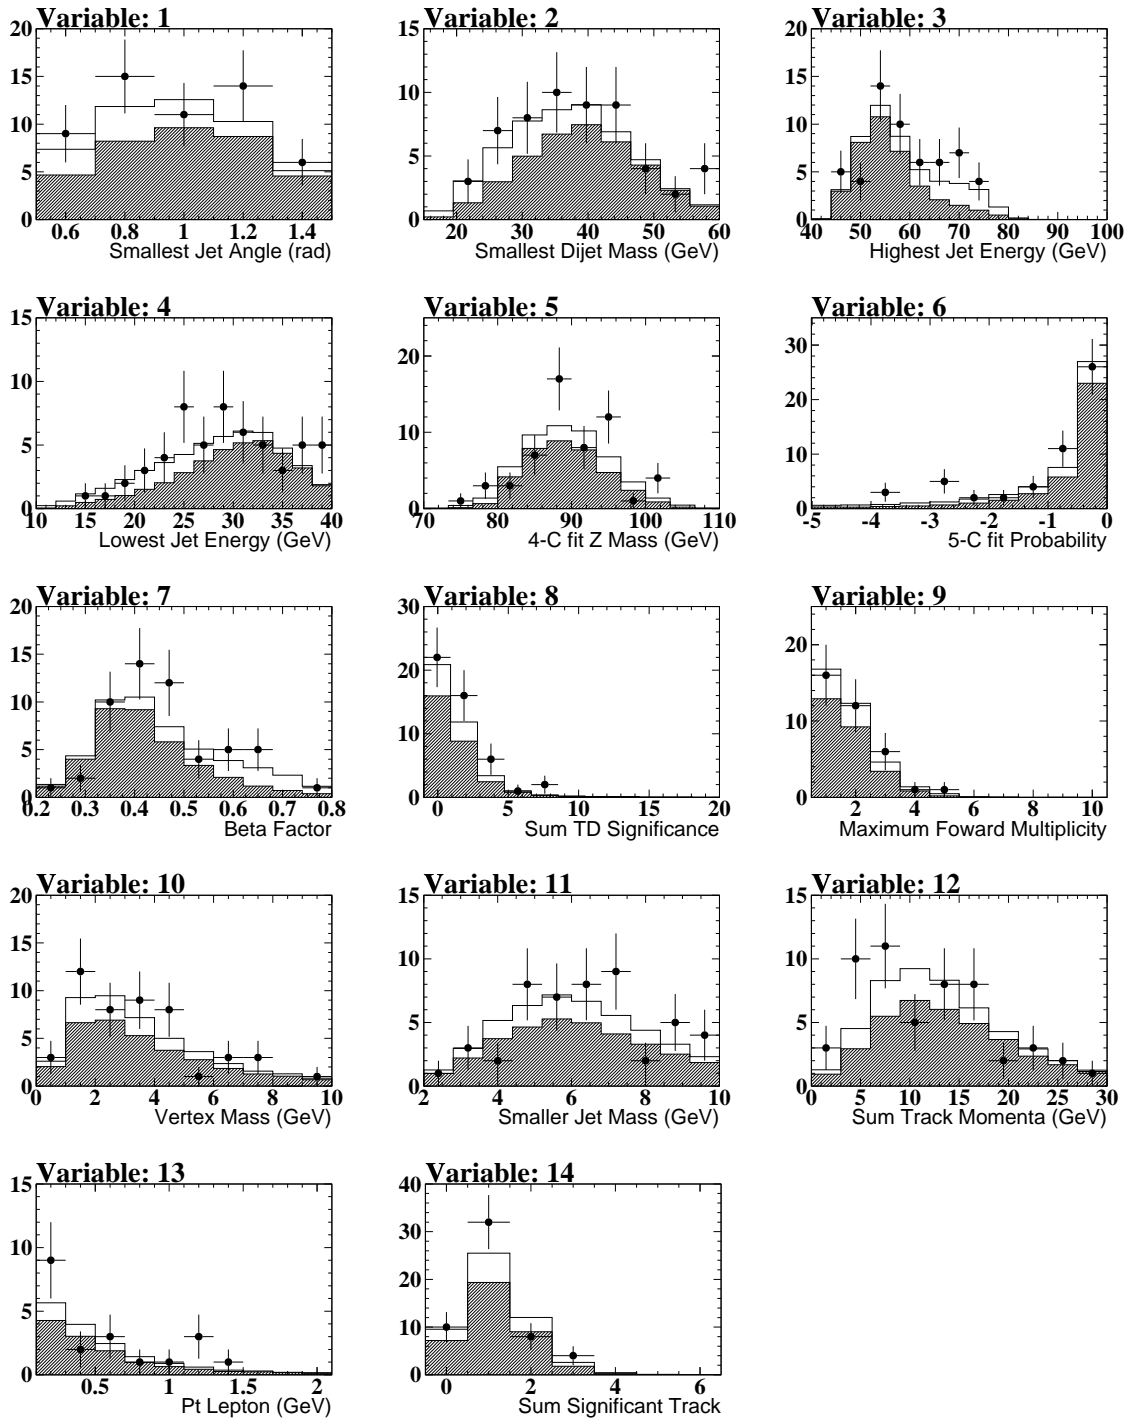 Variable: 1
Variable: 2
Variable: 3
20
15
10
5
0
0.6 0.8 1 1.2 1.4
Smallest Jet Angle (rad)
15
10
5
0
20 30 40 50 60
Smallest Dijet Mass (GeV)
20
15
10
5
0
40 50 60 70 80 90 100
Highest Jet Energy (GeV)
Variable: 4
Variable: 5
Variable: 6
15
10
5
0
10 15 20 25 30 35 40
Lowest Jet Energy (GeV)
20
10
0
70 80 90 100 110
4-C fit Z Mass (GeV)
30
20
10
0
-5 -4 -3 -2 -1 0
5-C fit Probability
Variable: 7
Variable: 8
Variable: 9
20
15
10
5
0
0.2 0.3 0.4 0.5 0.6 0.7 0.8
Beta Factor
30
20
10
0
0 5 10 15 20
Sum TD Significance
20
10
0
2 4 6 8 10
Maximum Foward Multiplicity
Variable: 10
Variable: 11
Variable: 12
20
15
10
5
0
0 2 4 6 8 10
Vertex Mass (GeV)
15
10
5
0
2 4 6 8 10
Smaller Jet Mass (GeV)
15
10
5
0
0 5 10 15 20 25 30
Sum Track Momenta (GeV)
Variable: 13
Variable: 14
15
10
5
0
0.5 1 1.5 2
Pt Lepton (GeV)
40
30
20
10
0
0 2 4 6
Sum Significant Track